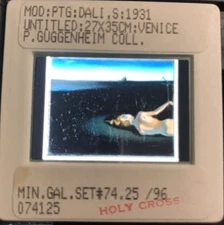 MOD:PTG:DALI,S:1931
UNTITLED:27X35CM:VENICE
P.GUGGENHEIM COLL.
MIN.GAL.SET#74.25 /96
074125
HOLY CROSS